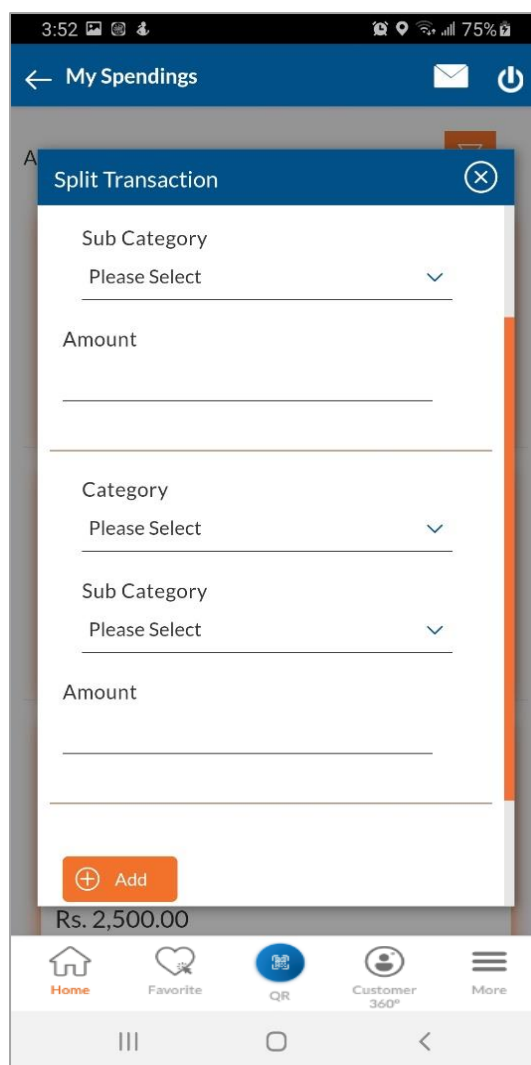 3:52 75%
My Spendings
A
Split Transaction
Sub Category
Please Select
Amount
Category
Please Select
Sub Category
Please Select
Amount
Add
Rs. 2,500.00
Home Favorite QR Customer 360° More